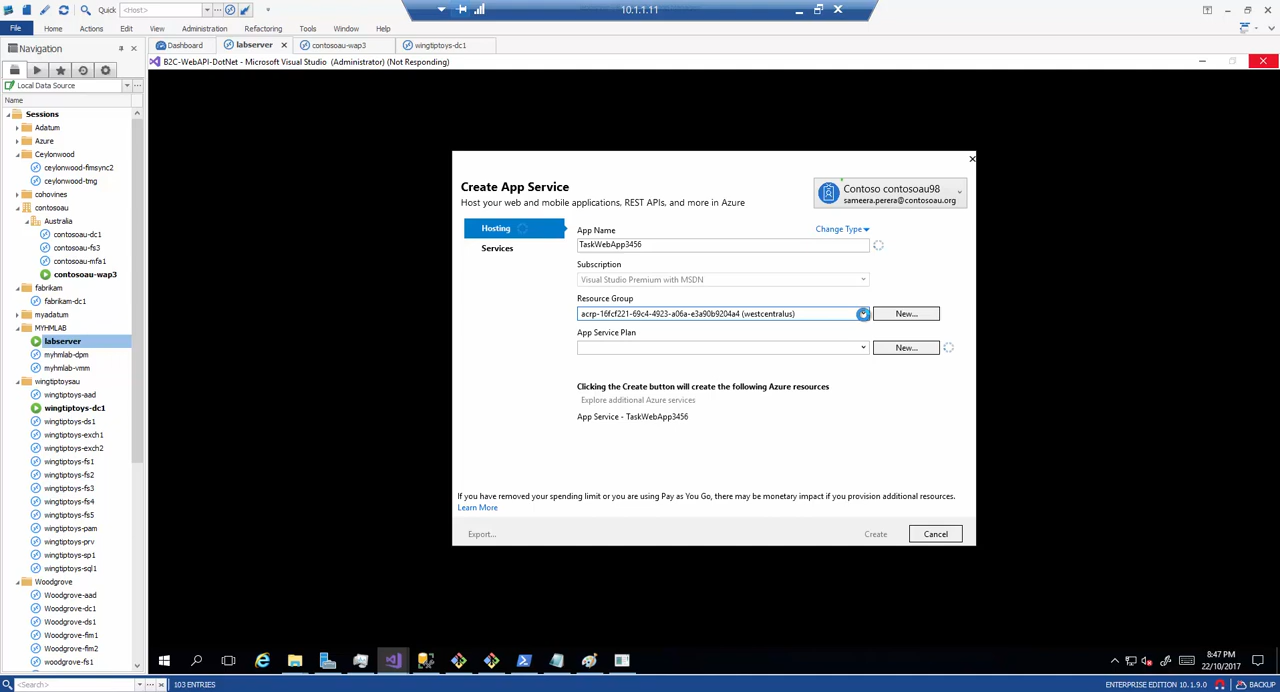 Quick <Host>
10.1.1.11
File Home Actions Edit View Administration Refactoring Tools Window Help
Navigation
Dashboard labserver contosoau-wap3 wingtiptoys-dc1
B2C-WebAPI-DotNet - Microsoft Visual Studio (Administrator) (Not Responding)
Local Data Source
Name
Sessions
Adatum
Azure
Ceylonwood
ceylonwood-fimsync2
ceylonwood-tmg
cohovines
contosoau
Australia
contosoau-dc1
contosoau-fs3
contosoau-mfa1
contosoau-wap3
fabrikam
fabrikam-dc1
myadatum
MYHMLAB
labserver
myhmlab-dpm
myhmlab-vmm
wingtiptoysau
wingtiptoys-aad
wingtiptoys-dc1
wingtiptoys-ds1
wingtiptoys-exch1
wingtiptoys-exch2
wingtiptoys-fs1
wingtiptoys-fs2
wingtiptoys-fs3
wingtiptoys-fs4
wingtiptoys-fs5
wingtiptoys-pam
wingtiptoys-prv
wingtiptoys-sp1
wingtiptoys-sql1
Woodgrove
Woodgrove-aad
Woodgrove-dc1
Woodgrove-ds1
Woodgrove-fim1
Woodgrove-fim2
woodgrove-fs1
Create App Service
Host your web and mobile applications, REST APIs, and more in Azure
Contoso contosoau98
sameera.perera@contosoau.org
Hosting
Services
App Name
Change Type
TaskWebApp3456
Subscription
Visual Studio Premium with MSDN
Resource Group
acrp-16fcf221-69c4-4923-a06a-e3a90b9204a4 (westcentralus)
New...
App Service Plan
New...
Clicking the Create button will create the following Azure resources
Explore additional Azure services
App Service - TaskWebApp3456
If you have removed your spending limit or you are using Pay as You Go, there may be monetary impact if you provision additional resources.
Learn More
Export...
Create
Cancel
8:47 PM
22/10/2017
<Search>
103 ENTRIES
ENTERPRISE EDITION 10.1.9.0
BACKUP